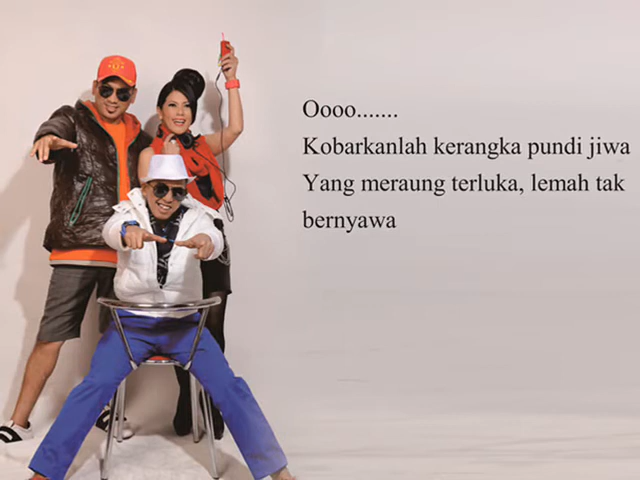 Oooo.......
Kobarkanlah kerangka pundi jiwa
Yang meraung terluka, lemah tak
bernyawa